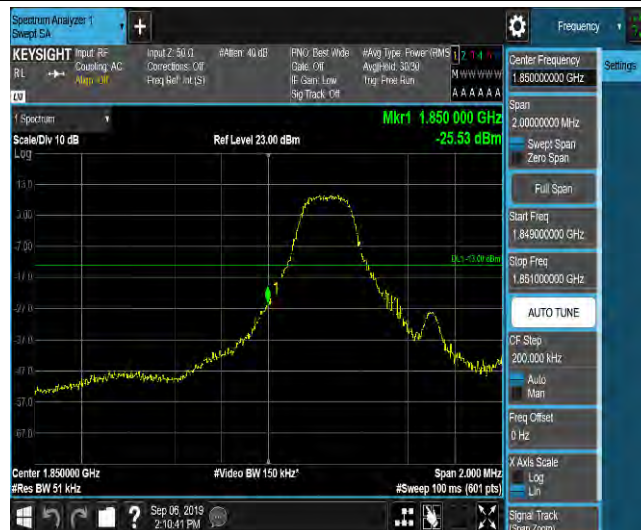 Spectrum Analyzer 1
Swept SA
+
Frequency
KEYSIGHT
Input: RF
Coupling: AC
Align: Off
Input Z: 50 Ω
Corrections: Off
Freq Ref: Int (S)
#Atten: 40 dB
PNO: Best Wide
Gate: Off
IF Gain: Low
Sig Track: Off
#Avg Type: Power (RMS
Avg|Hold: 30/30
Trig: Free Run
M W W W W W
A A A A A A
RL
LXI
1 Spectrum
Scale/Div 10 dB
Log
Ref Level 23.00 dBm
Mkr1 1.850 000 GHz
-25.53 dBm
13.0
3.00
-7.00
DL1 -13.00 dBm
-17.0
1
-27.0
-37.0
-47.0
-57.0
-67.0
Center 1.850000 GHz
#Res BW 51 kHz
#Video BW 150 kHz*
Span 2.000 MHz
#Sweep 100 ms (601 pts)
Center Frequency
1.850000000 GHz
Settings
Span
2.00000000 MHz
Swept Span
Zero Span
Full Span
Start Freq
1.849000000 GHz
Stop Freq
1.851000000 GHz
AUTO TUNE
CF Step
200.000 kHz
Auto
Man
Freq Offset
0 Hz
X Axis Scale
Log
Lin
Signal Track
(Span Zoom)
?
Sep 06, 2019
2:10:41 PM